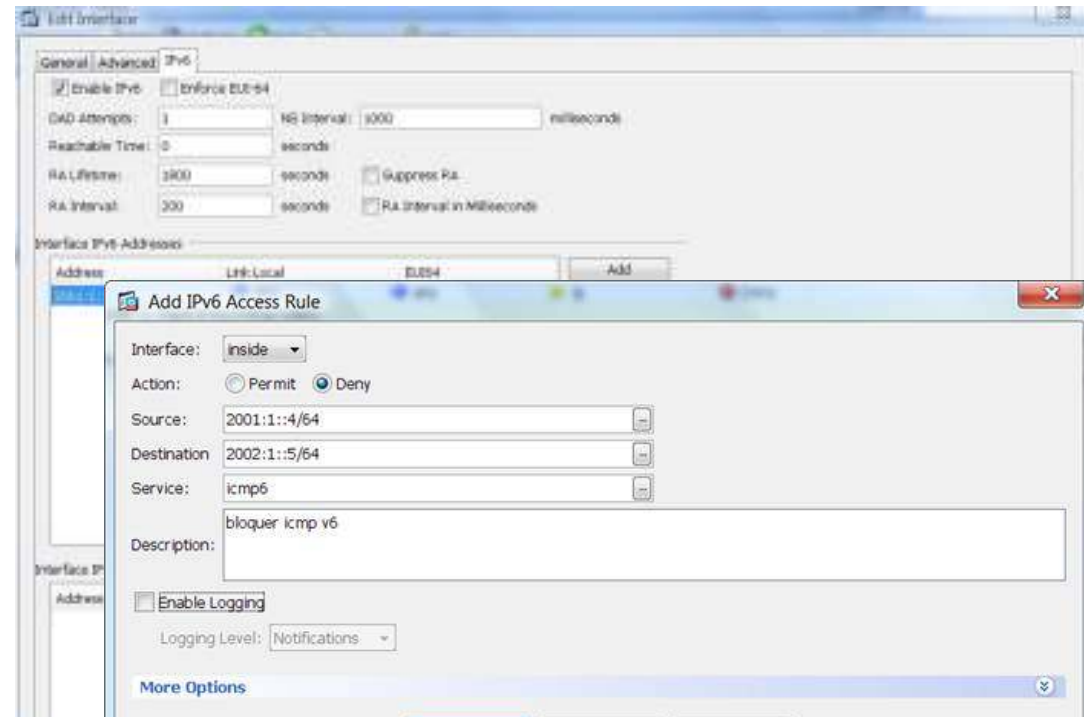 Edit Interface
General Advanced IPv6
Enable IPv6 Enforce EUI-64
DAD Attempts: 1 NS Interval: 1000 milliseconds
Reachable Time: 0 seconds
RA Lifetime: 1800 seconds Suppress RA
RA Interval: 200 seconds RA Interval in Milliseconds
Interface IPv6 Addresses
Address Link-Local EUI64 Add
Add IPv6 Access Rule
Interface: inside
Action: Permit Deny
Source: 2001:1::4/64
Destination 2002:1::5/64
Service: icmp6
bloquer icmp v6
Description:
Interface IP
Address
Enable Logging
Logging Level: Notifications
More Options